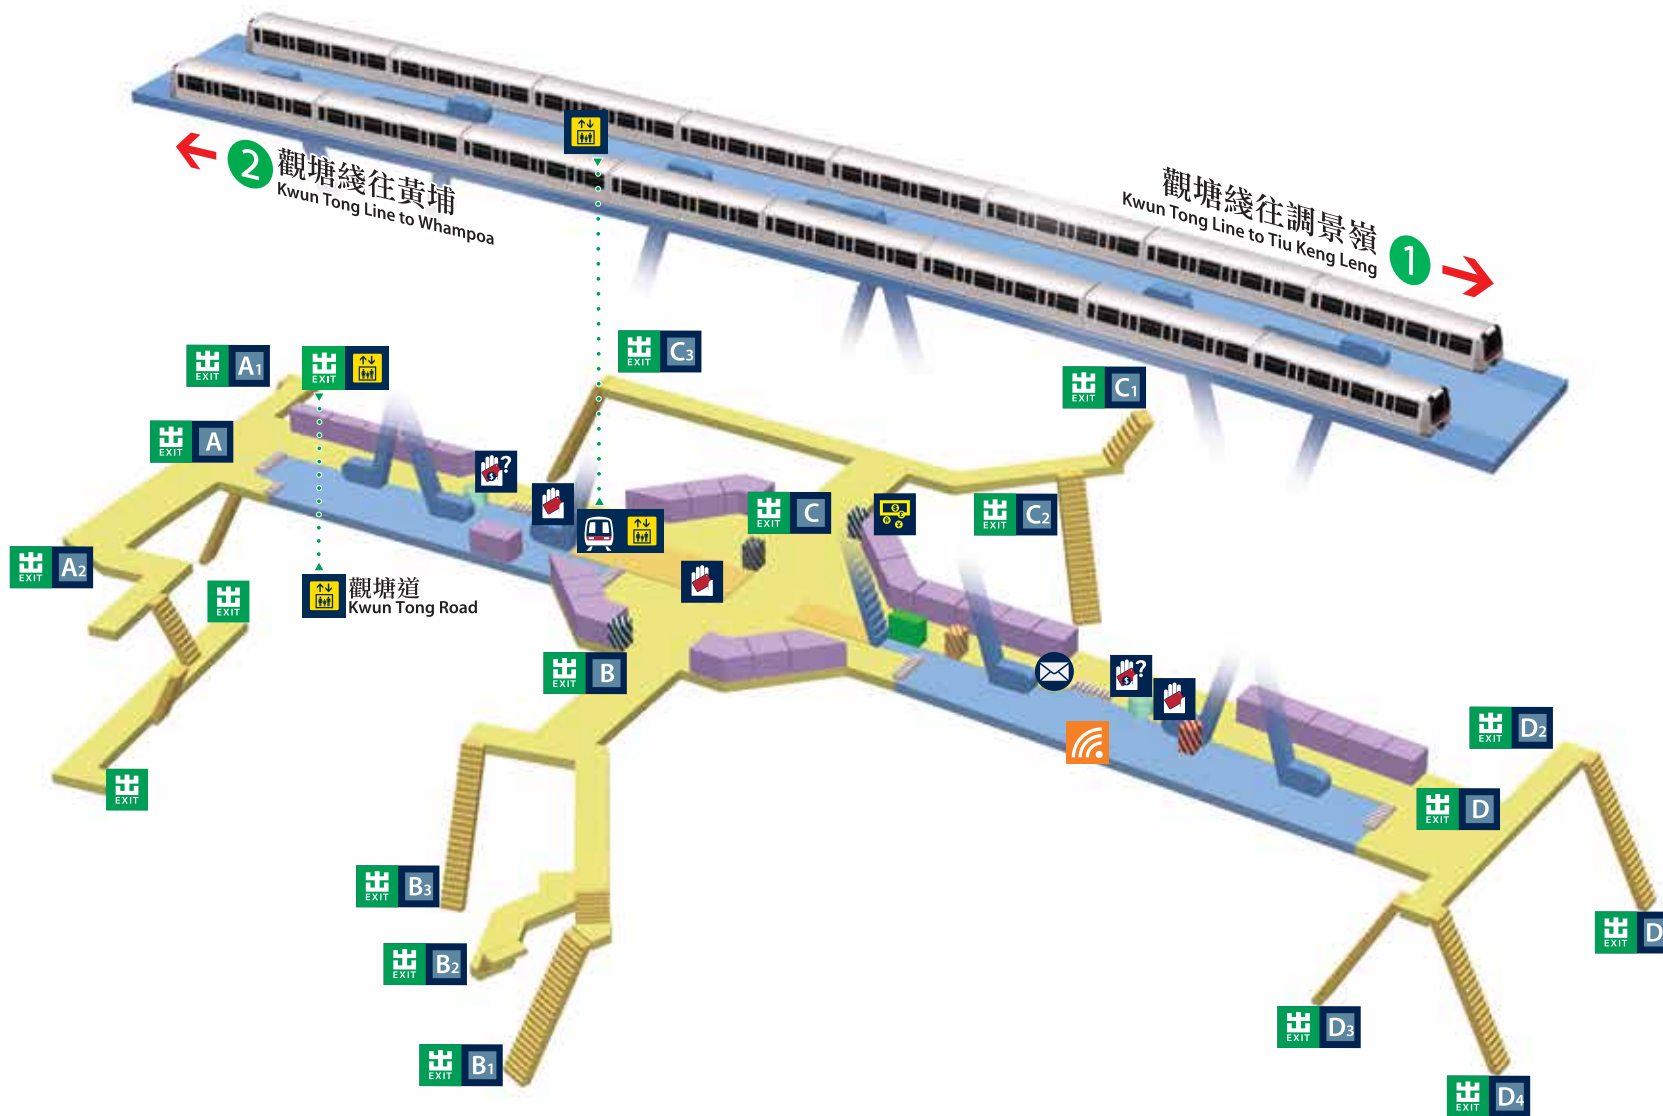 2
觀塘綫往黃埔
Kwun Tong Line to Whampoa
觀塘綫往調景嶺
Kwun Tong Line to Tiu Keng Leng
1
出 EXIT A1
出 EXIT
出 EXIT C3
出 EXIT C1
出 EXIT A
?
出 EXIT C
出 EXIT C2
出 EXIT A2
觀塘道
Kwun Tong Road
出 EXIT
出 EXIT B
?
出 EXIT D2
出 EXIT
出 EXIT D
出 EXIT B3
出 EXIT D
出 EXIT B2
出 EXIT D3
出 EXIT B1
出 EXIT D4